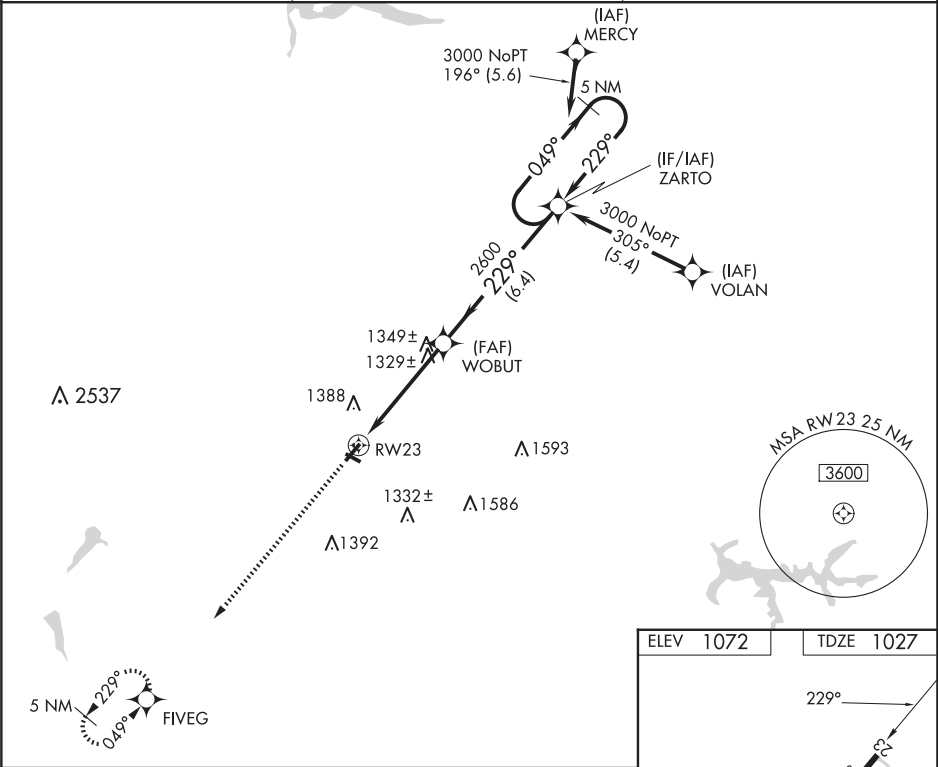 (IAF)
MERCY
3000 NoPT
196° (5.6)
5 NM
049°
229°
(IF/IAF)
ZARTO
3000 NoPT
305°
(5.4)
(IAF)
VOLAN
2600
229°
(6.4)
1349±
1329±
(FAF)
WOBUT
2537
1388
RW23
1593
MSA RW23 25 NM
3600
1332±
1586
1392
ELEV 1072
TDZE 1027
229°
23
5 NM
229°
049°
FIVEG